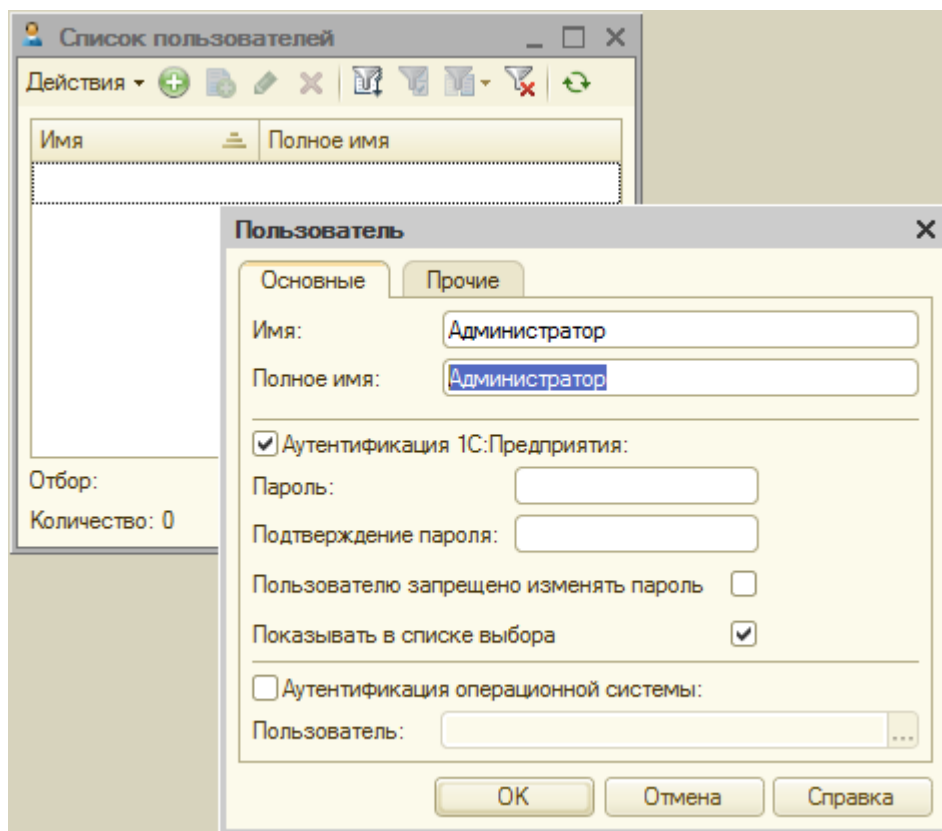 Список пользователей
Действия
Имя Полное имя
Отбор:
Количество: 0
Пользователь
Основные Прочие
Имя: Администратор
Полное имя: Администратор
Аутентификация 1С:Предприятия:
Пароль:
Подтверждение пароля:
Пользователю запрещено изменять пароль
Показывать в списке выбора
Аутентификация операционной системы:
Пользователь: ...
OK Отмена Справка